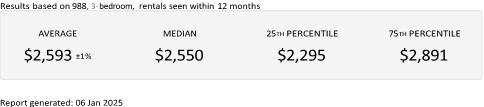 Results based on 988, 3-bedroom, rentals seen within 12 months
AVERAGE MEDIAN 25TH PERCENTILE 75TH PERCENTILE
$2,593 ±1% $2,550 $2,295 $2,891
Report generated: 06 Jan 2025